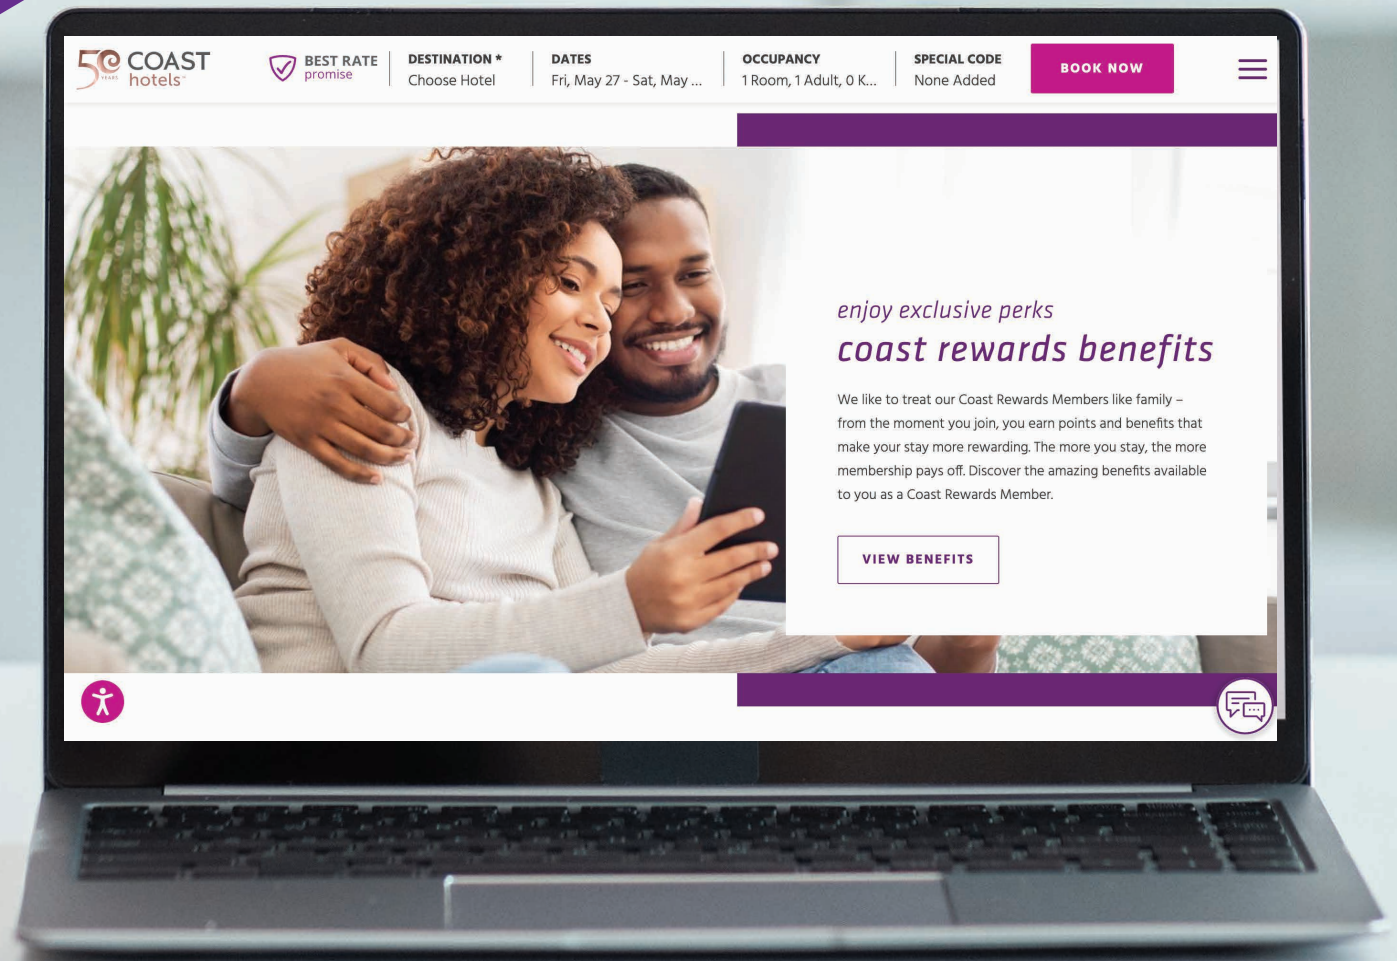 50 YEARS
COAST
hotels
BEST RATE
promise
DESTINATION *
Choose Hotel
DATES
Fri, May 27 - Sat, May ...
OCCUPANCY
1 Room, 1 Adult, 0 K...
SPECIAL CODE
None Added
BOOK NOW
enjoy exclusive perks
coast rewards benefits
We like to treat our Coast Rewards Members like family –
from the moment you join, you earn points and benefits that
make your stay more rewarding. The more you stay, the more
membership pays off. Discover the amazing benefits available
to you as a Coast Rewards Member.
VIEW BENEFITS